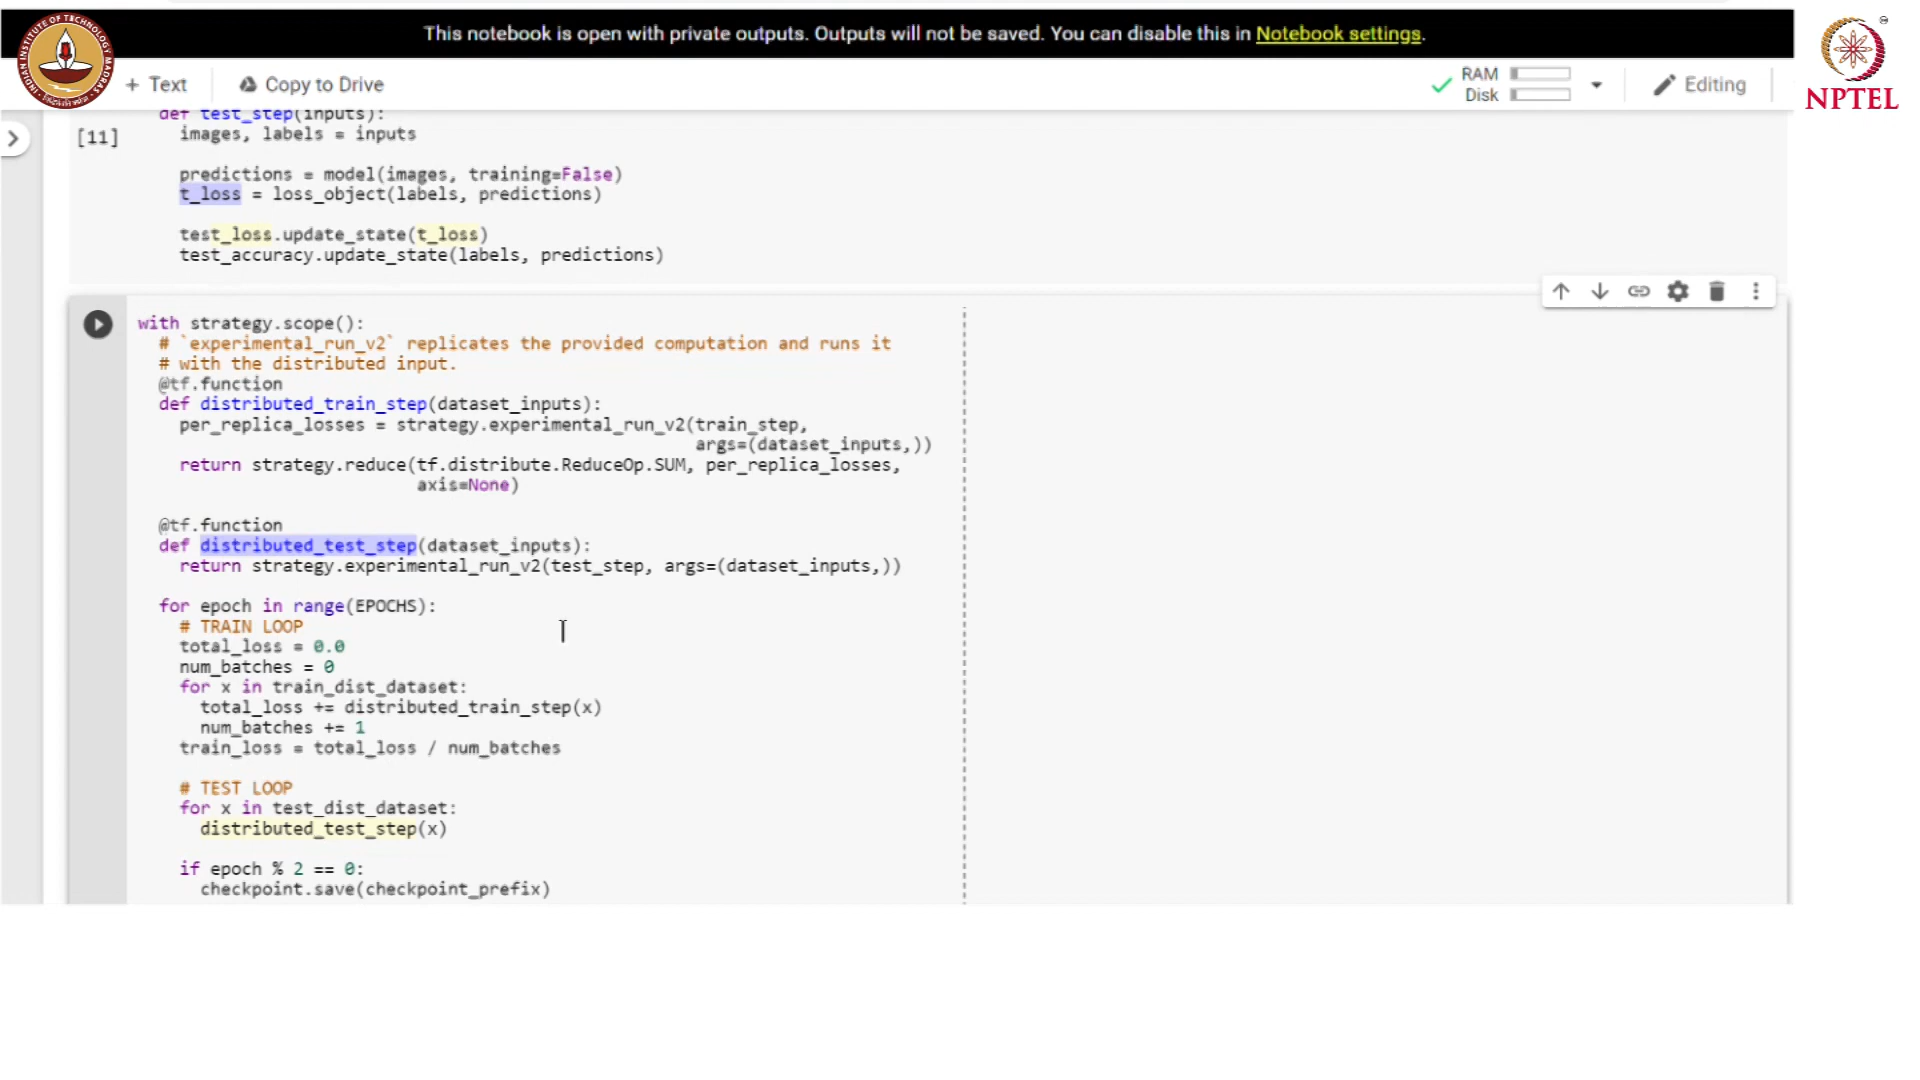 This notebook is open with private outputs. Outputs will not be saved. You can disable this in Notebook settings.
+ Text Copy to Drive
RAM
Disk
Editing
NPTEL
def test_step(inputs):
[11]
images, labels = inputs
predictions = model(images, training=False)
t_loss = loss_object(labels, predictions)
test_loss.update_state(t_loss)
test_accuracy.update_state(labels, predictions)
with strategy.scope():
# `experimental_run_v2` replicates the provided computation and runs it
# with the distributed input.
@tf.function
def distributed_train_step(dataset_inputs):
per_replica_losses = strategy.experimental_run_v2(train_step,
args=(dataset_inputs,))
return strategy.reduce(tf.distribute.ReduceOp.SUM, per_replica_losses,
axis=None)
@tf.function
def distributed_test_step(dataset_inputs):
return strategy.experimental_run_v2(test_step, args=(dataset_inputs,))
for epoch in range(EPOCHS):
# TRAIN LOOP
total_loss = 0.0
num_batches = 0
for x in train_dist_dataset:
total_loss += distributed_train_step(x)
num_batches += 1
train_loss = total_loss / num_batches
# TEST LOOP
for x in test_dist_dataset:
distributed_test_step(x)
if epoch % 2 == 0:
checkpoint.save(checkpoint_prefix)